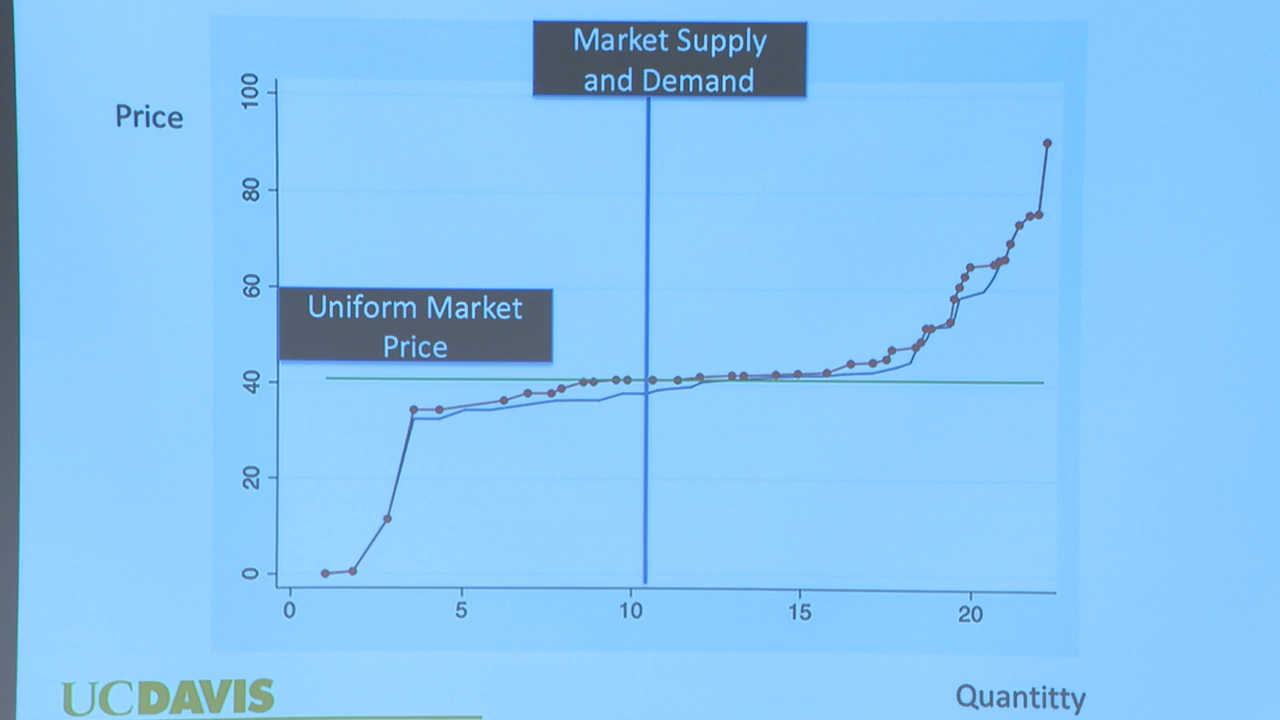 Market Supply
and Demand
Price
100
80
60
40
20
0
Uniform Market
Price
0 5 10 15 20
UCDAVIS
Quantitty